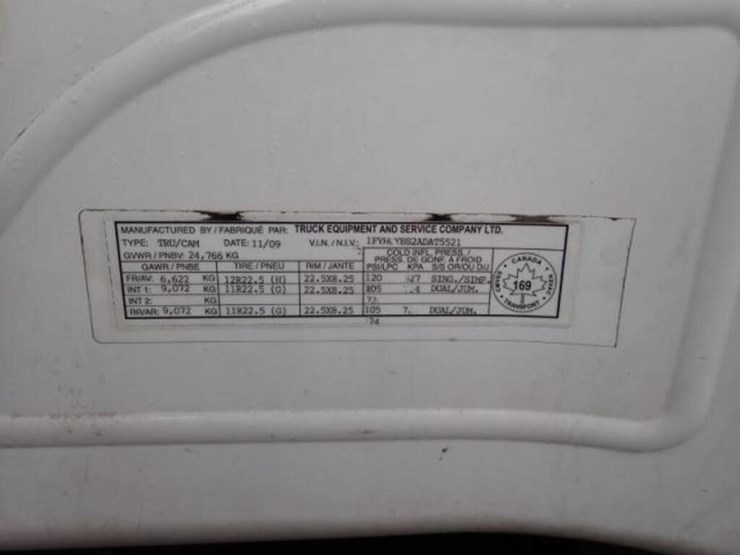 MANUFACTURED BY / FABRIQUÉ PAR: TRUCK EQUIPMENT AND SERVICE COMPANY LTD.
TYPE: TRU/CAM DATE: 11/09 V.I.N. / N.I.V.:
GVWR / PNBV: 24,766 KG COLD INFL. PRESS. /
PRESS. DE GONF. A FROID
GAWR / PNBE TIRE / PNEU RIM / JANTE PSI/LPC KPA S/S OR/OU DU
FR/AV: 6,622 KG 12R22.5 (H) 22.5X8.25 120 SING./SIMP.
INT 1: 9,072 KG 11R22.5 (G) 22.5X8.25 105 DUAL/JUM.
INT 2: KG 72
RR/AR: 9,072 KG 11R22.5 (G) 22.5X8.25 105 7 DUAL/JUM.
74
CANADA
169
TRANSPORT